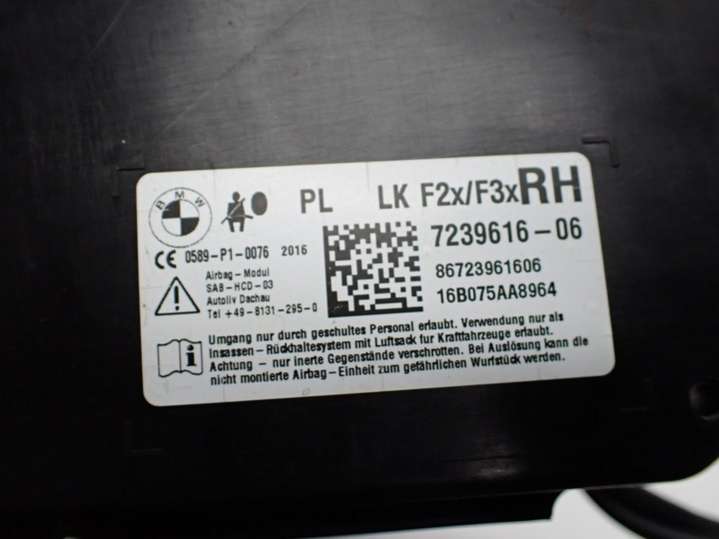 BMW PL LK F2x/F3x RH
7239616-06
CE 0589-P1-0076 2016
86723961606
16B075AA8964
Airbag-Modul
SAB-HCD-03
Autoliv Dachau
Tel +49-8131-295-0
Umgang nur durch geschultes Personal erlaubt. Verwendung nur als
Insassen-Rückhaltesystem mit Luftsack für Kraftfahrzeuge erlaubt.
Achtung - nur inerte Gegenstände verschrotten. Bei Auslösung kann die
nicht montierte Airbag-Einheit zum gefährlichen Wurfstück werden.